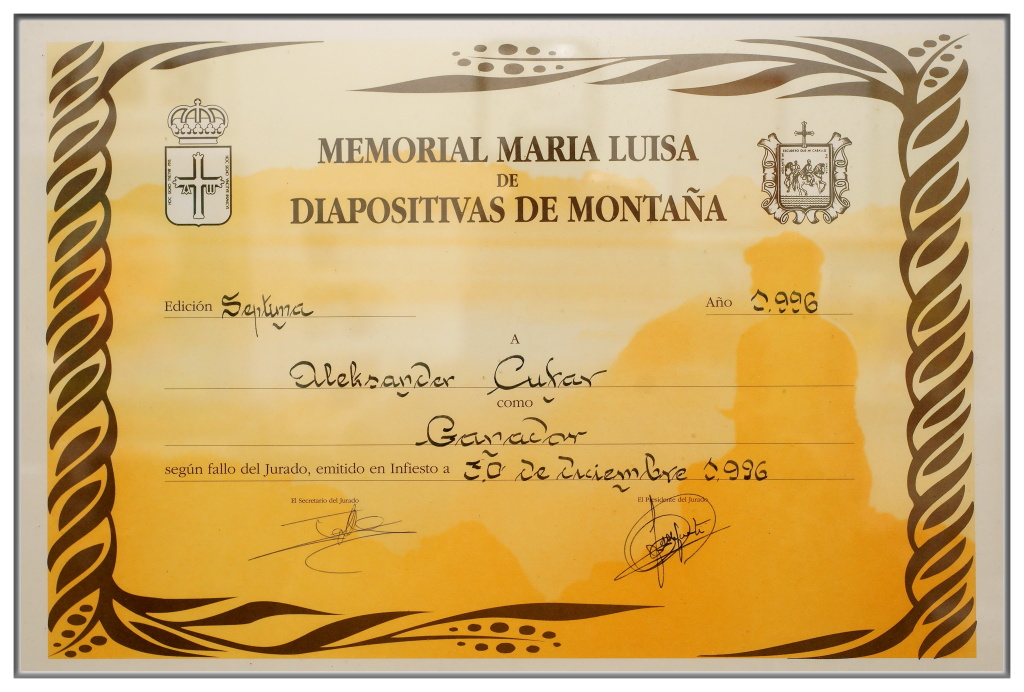 MEMORIAL MARIA LUISA
DE
DIAPOSITIVAS DE MONTAÑA
Edición Septima
Año 1.996
A
Aleksander Cufar
como
Ganador
según fallo del Jurado, emitido en Infiesto a 30 de Diciembre 1.996
El Secretario del Jurado
El Presidente del Jurado